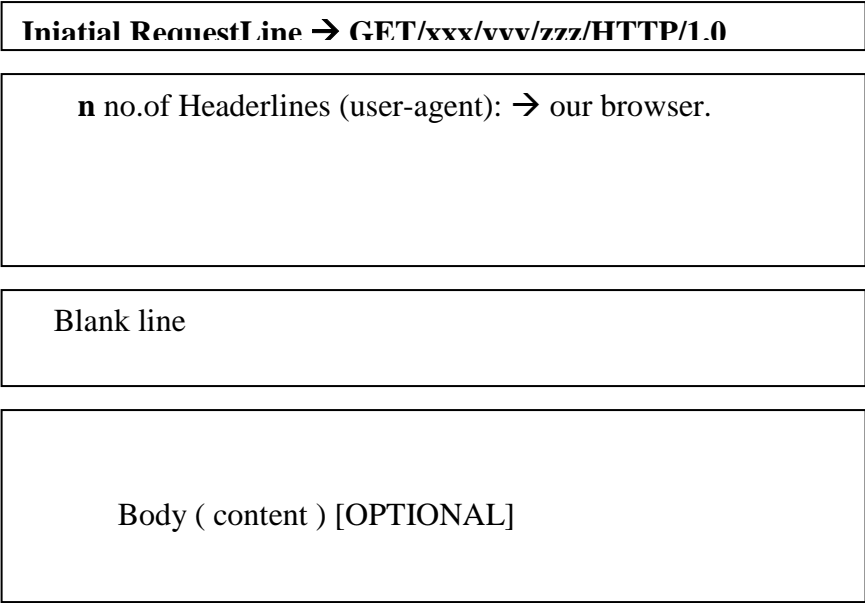 Iniatial RequestLine → GET/xxx/yyy/zzz/HTTP/1.0
n no.of Headerlines (user-agent): → our browser.
Blank line
Body ( content ) [OPTIONAL]